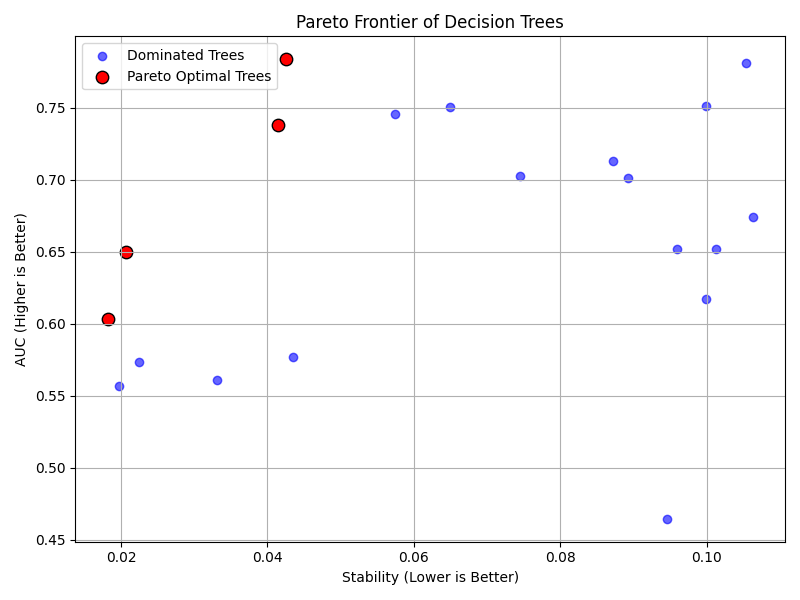 Pareto Frontier of Decision Trees
Dominated Trees
Pareto Optimal Trees
AUC (Higher is Better)
0.75
0.70
0.65
0.60
0.55
0.50
0.45
0.02 0.04 0.06 0.08 0.10
Stability (Lower is Better)